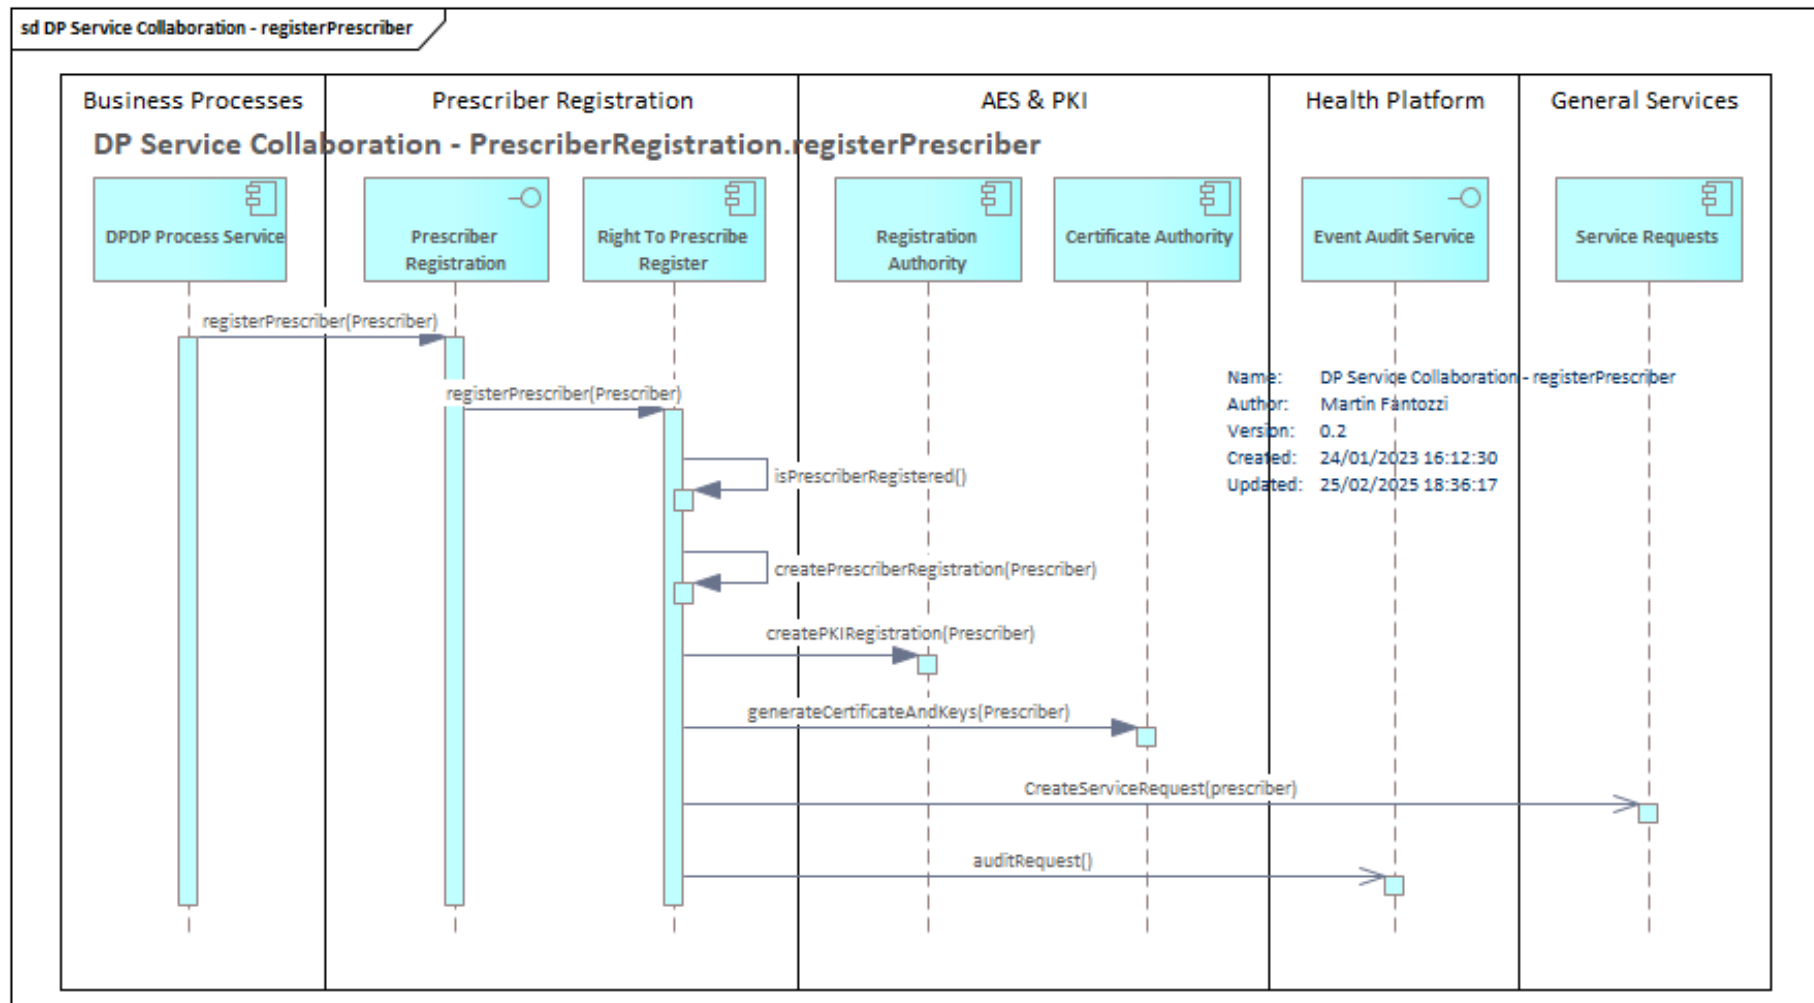 sd DP Service Collaboration - registerPrescriber
Business Processes
Prescriber Registration
AES & PKI
Health Platform
General Services
DP Service Collaboration - PrescriberRegistration.registerPrescriber
DPDP Process Service
Prescriber
Registration
Right To Prescribe
Register
Registration
Authority
Certificate Authority
Event Audit Service
Service Requests
registerPrescriber(Prescriber)
registerPrescriber(Prescriber)
Name: DP Service Collaboration - registerPrescriber
Author: Martin Fantozzi
Version: 0.2
Created: 24/01/2023 16:12:30
Updated: 25/02/2025 18:36:17
isPrescriberRegistered()
createPrescriberRegistration(Prescriber)
createPKIRegistration(Prescriber)
generateCertificateAndKeys(Prescriber)
CreateServiceRequest(prescriber)
auditRequest()